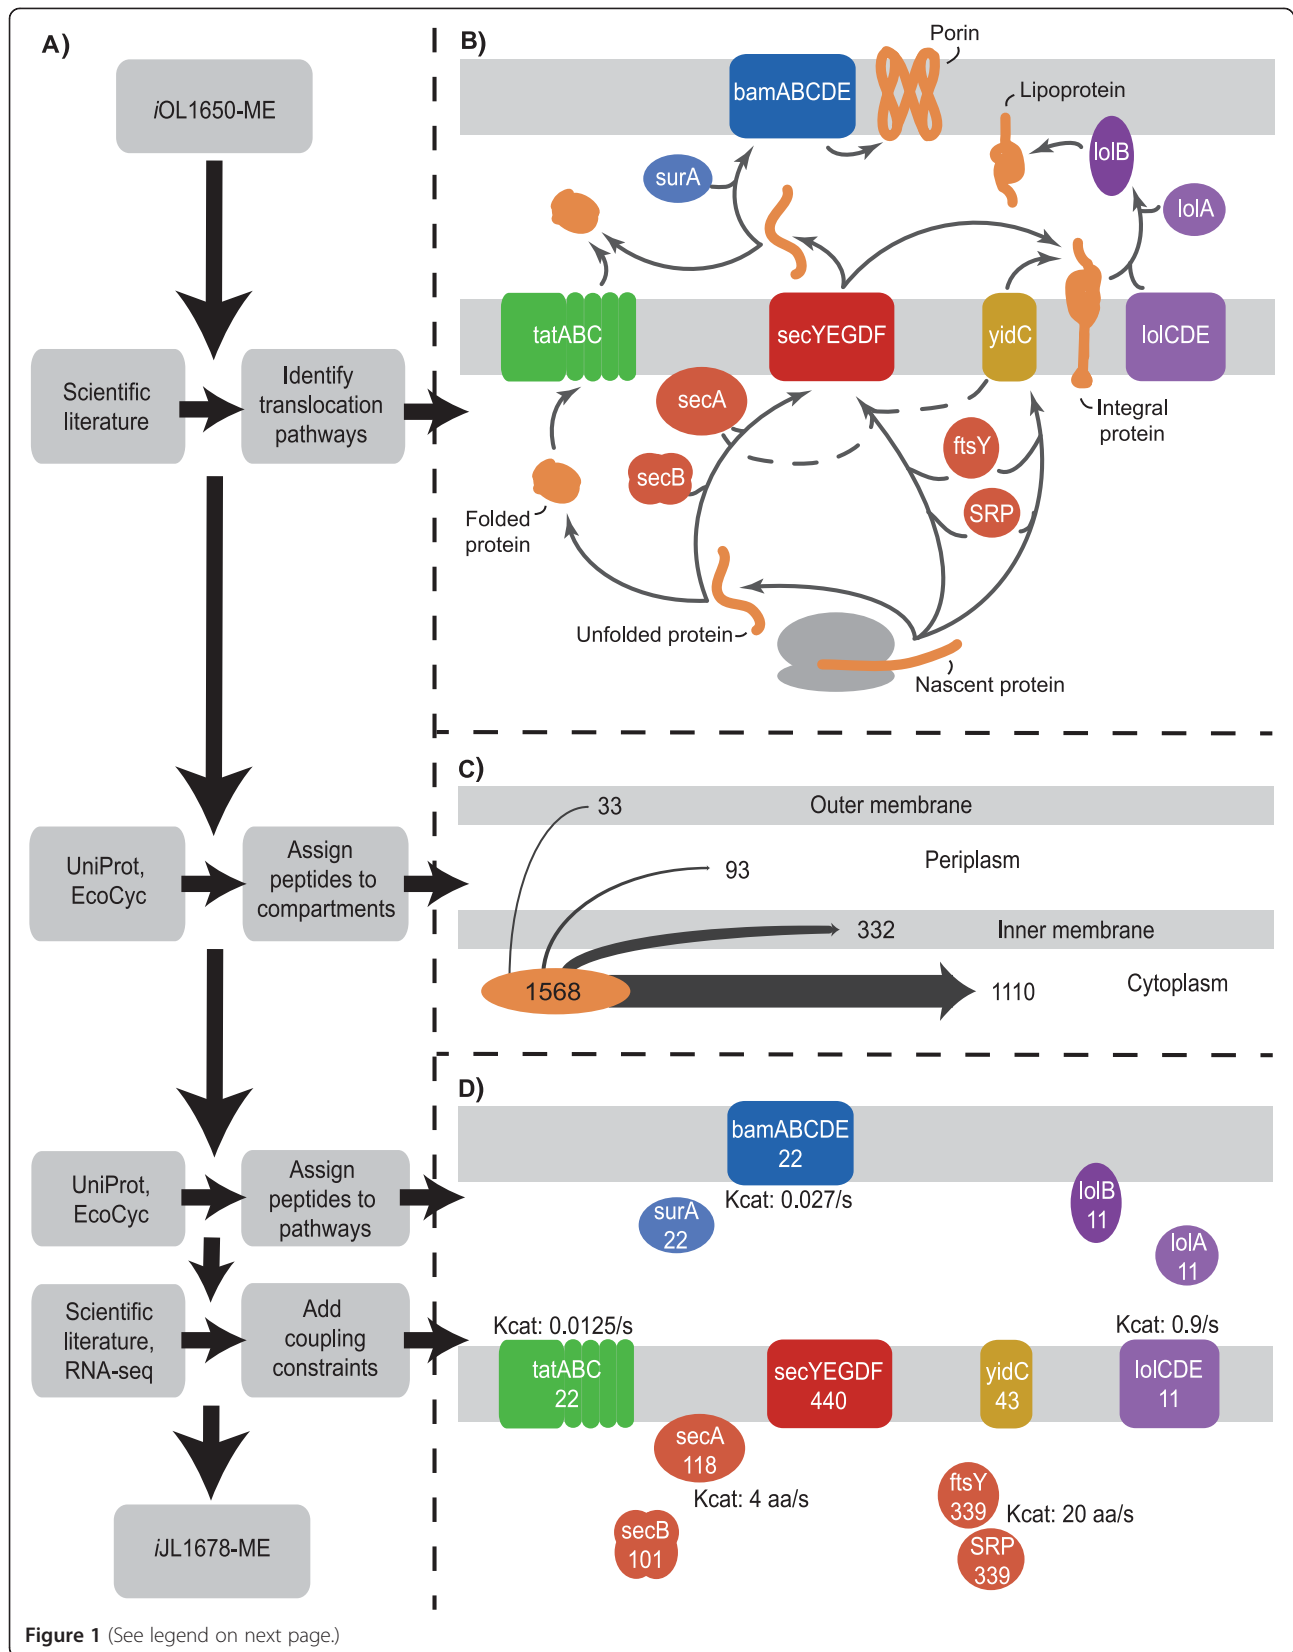 A)
iOL1650-ME
Scientific
literature
Identify
translocation
pathways
UniProt,
EcoCyc
Assign
peptides to
compartments
UniProt,
EcoCyc
Assign
peptides to
pathways
Scientific
literature,
RNA-seq
Add
coupling
constraints
iJL1678-ME
B)
Porin
bamABCDE
Lipoprotein
surA
lolB
lolA
tatABC
secYEGDF
yidC
lolCDE
secA
Integral
protein
ftsY
secB
SRP
Folded
protein
Unfolded protein
Nascent protein
C)
33
Outer membrane
Periplasm
93
332
Inner membrane
1568
1110
Cytoplasm
D)
bamABCDE
22
Kcat: 0.027/s
surA
22
lolB
11
lolA
11
Kcat: 0.0125/s
Kcat: 0.9/s
tatABC
22
secYEGDF
440
yidC
43
lolCDE
11
secA
118
Kcat: 4 aa/s
ftsY
339
Kcat: 20 aa/s
secB
101
SRP
339
Figure 1 (See legend on next page.)